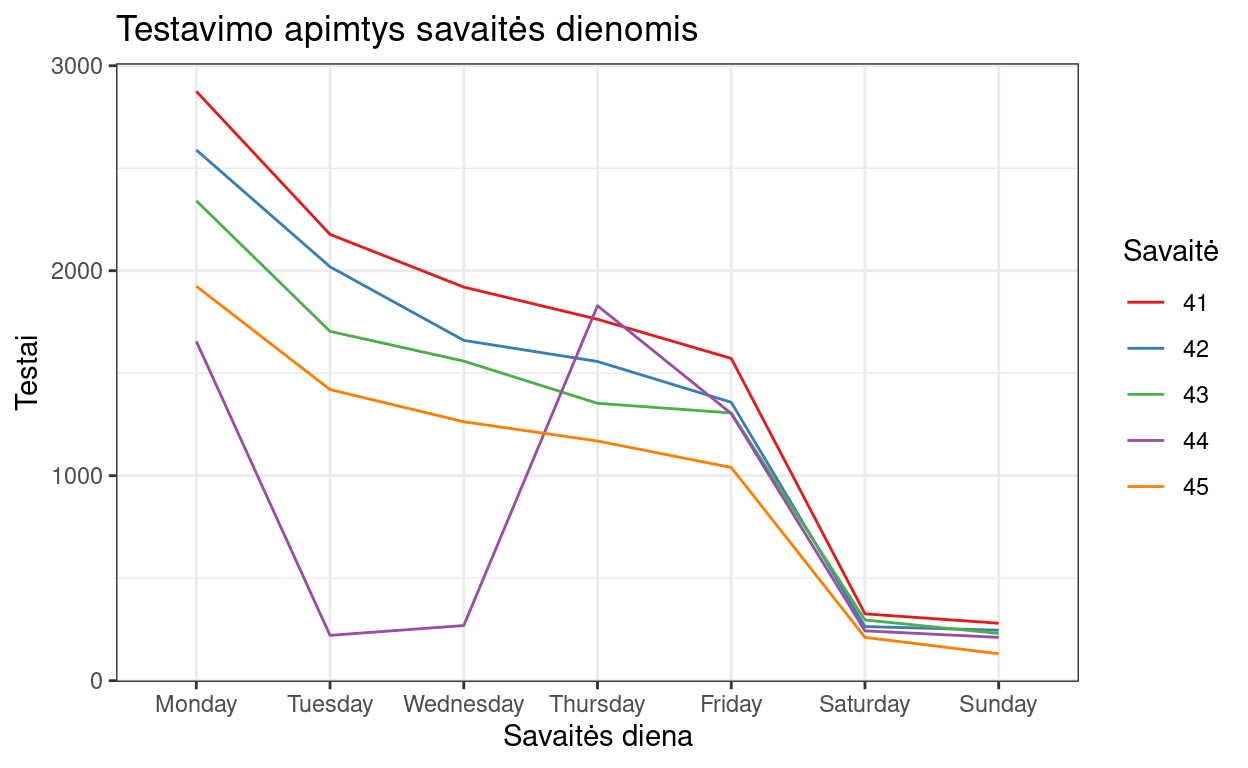 Testavimo apimtys savaitės dienomis
3000
2000
1000
0
Testai
Monday Tuesday Wednesday Thursday Friday Saturday Sunday
Savaitės diena
Savaitė
41
42
43
44
45